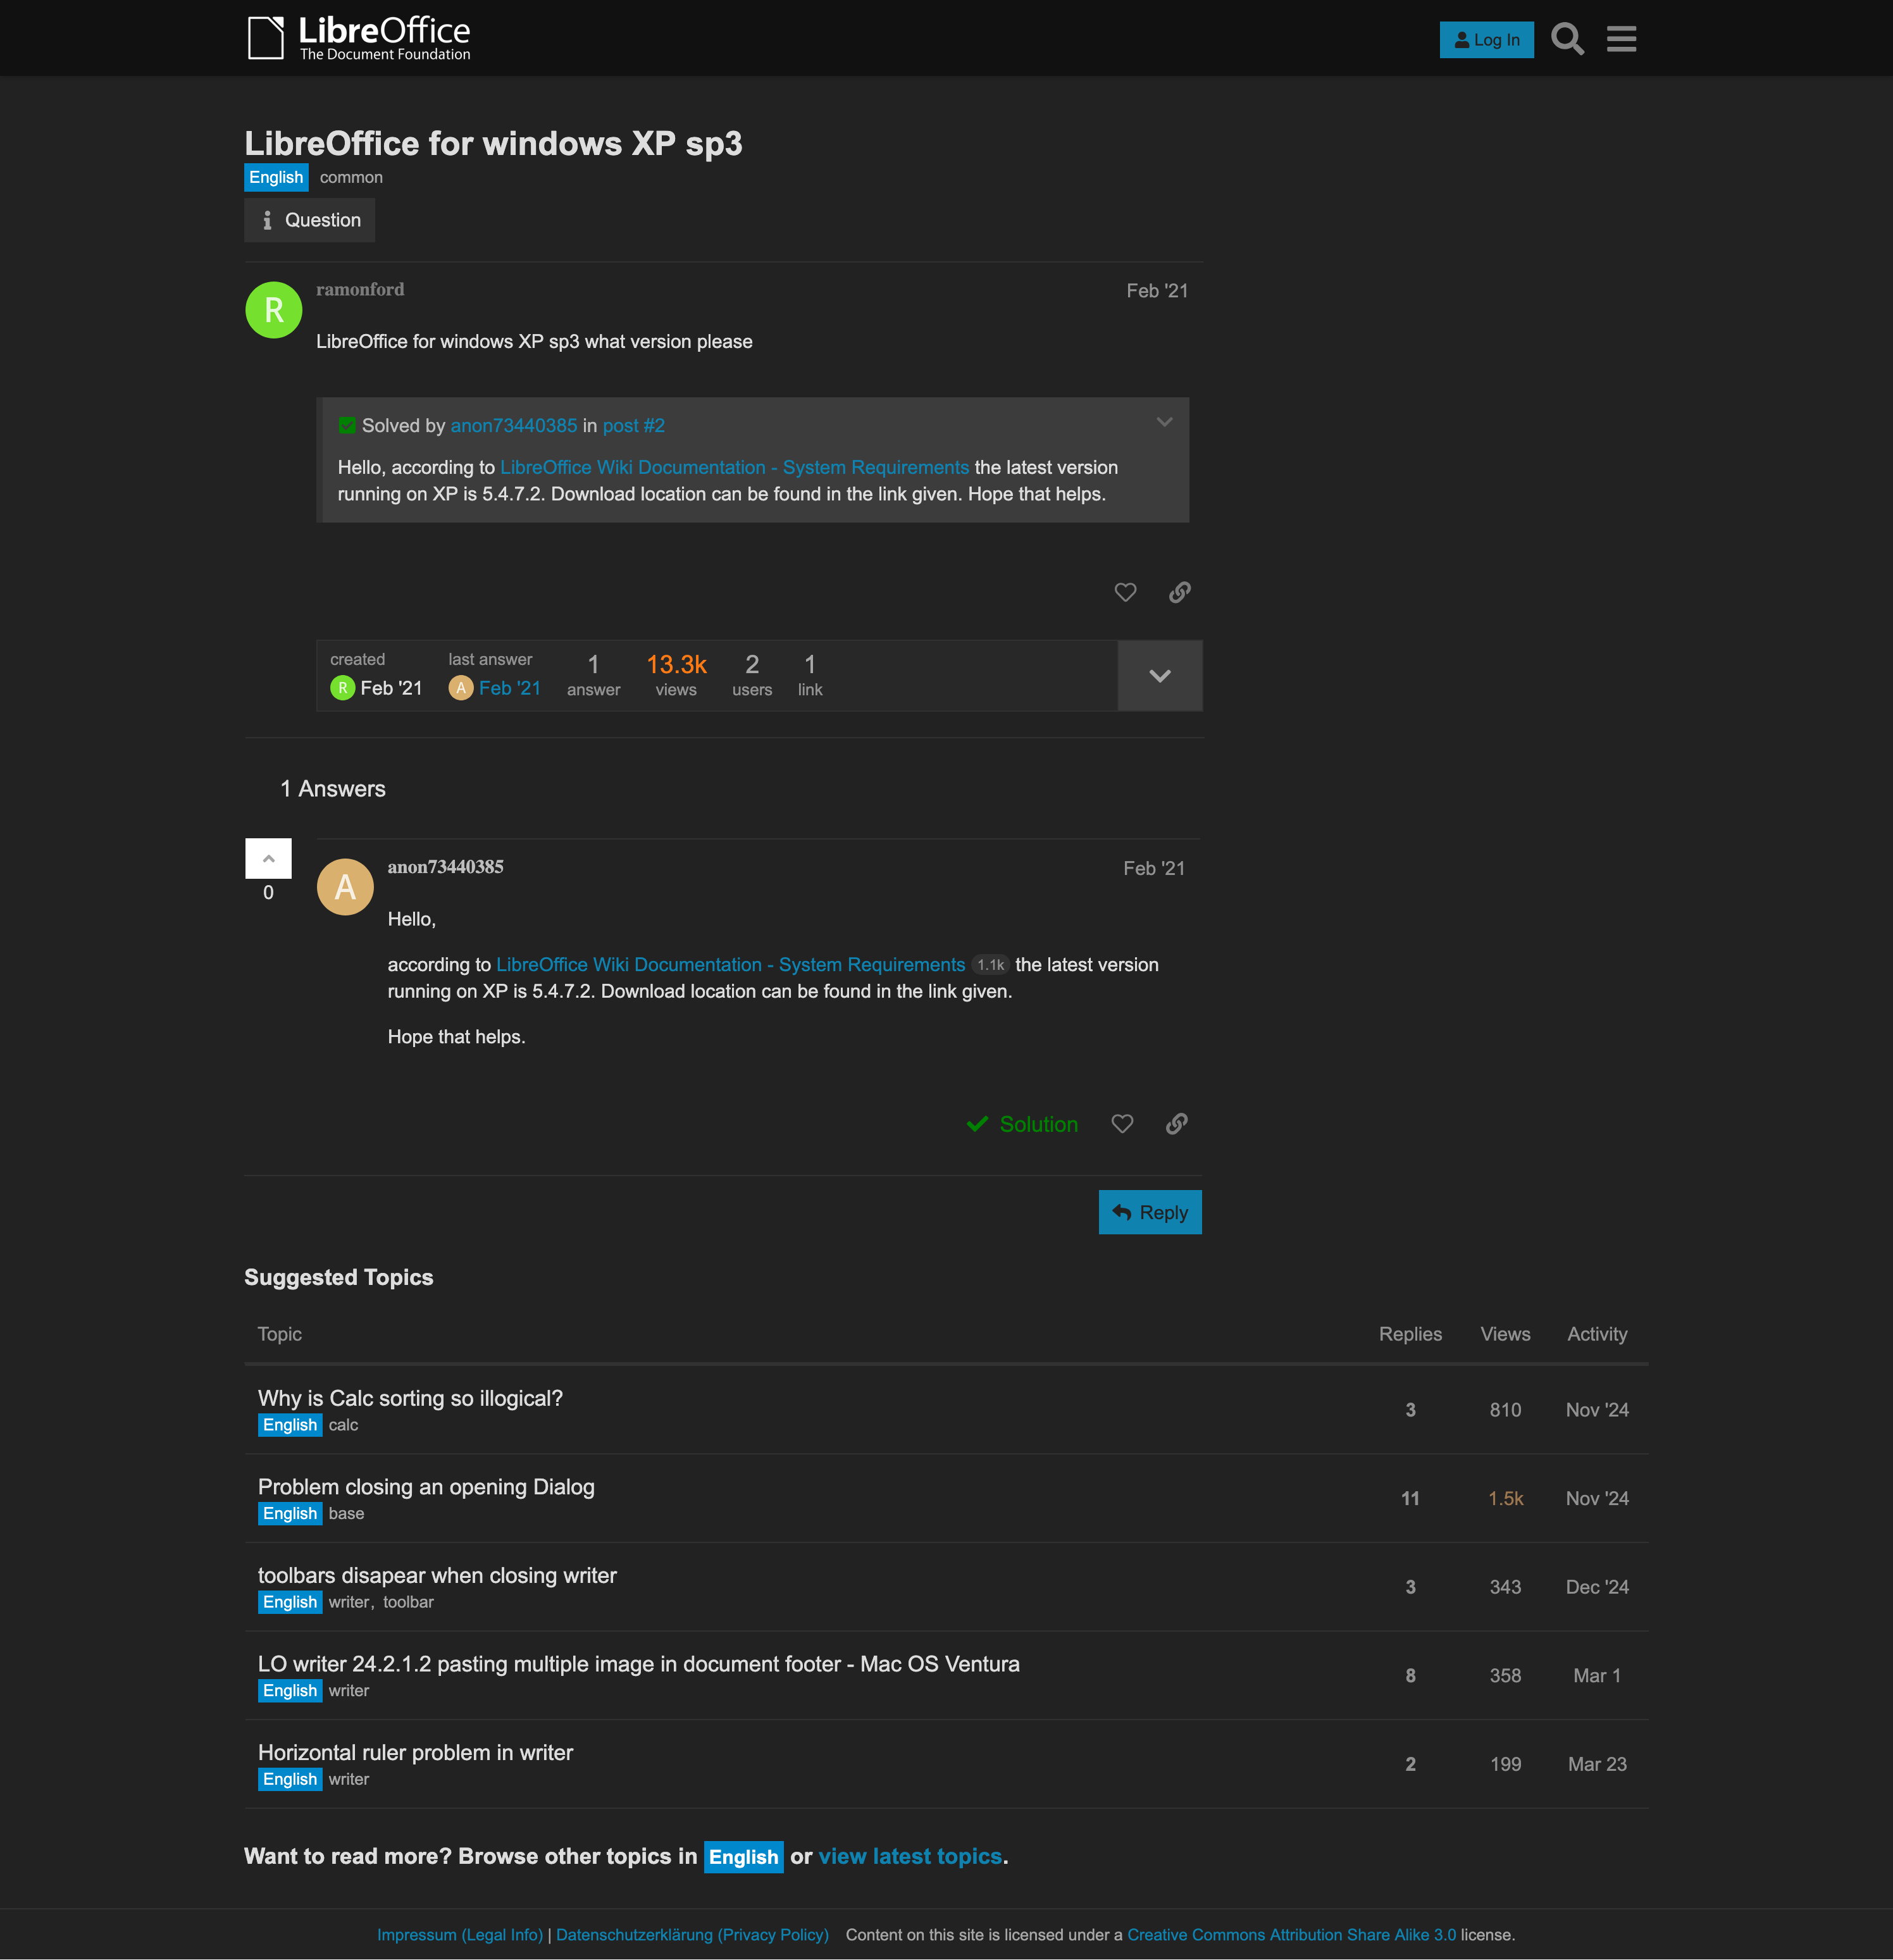 LibreOffice
The Document Foundation
Log In
LibreOffice for windows XP sp3
English common
Question
R
ramonford
Feb '21
LibreOffice for windows XP sp3 what version please
Solved by anon73440385 in post #2
Hello, according to LibreOffice Wiki Documentation - System Requirements the latest version
running on XP is 5.4.7.2. Download location can be found in the link given. Hope that helps.
created last answer 1 13.3k 2 1
R Feb '21 A Feb '21 answer views users link
1 Answers
0
A
anon73440385
Feb '21
Hello,
according to LibreOffice Wiki Documentation - System Requirements 1.1k the latest version
running on XP is 5.4.7.2. Download location can be found in the link given.
Hope that helps.
Solution
Reply
Suggested Topics
Topic Replies Views Activity
Why is Calc sorting so illogical?
English calc
3 810 Nov '24
Problem closing an opening Dialog
English base
11 1.5k Nov '24
toolbars disapear when closing writer
English writer, toolbar
3 343 Dec '24
LO writer 24.2.1.2 pasting multiple image in document footer - Mac OS Ventura
English writer
8 358 Mar 1
Horizontal ruler problem in writer
English writer
2 199 Mar 23
Want to read more? Browse other topics in English or view latest topics.
Impressum (Legal Info) | Datenschutzerklärung (Privacy Policy) Content on this site is licensed under a Creative Commons Attribution Share Alike 3.0 license.